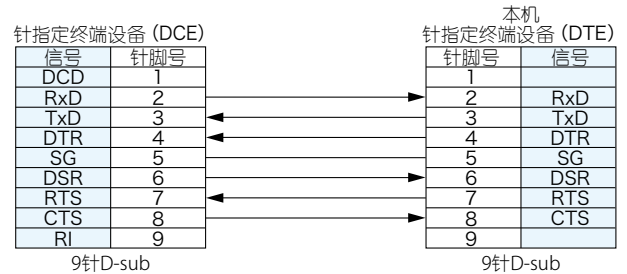 本机
针指定终端设备 (DCE) 针指定终端设备 (DTE)
信号 针脚号 针脚号 信号
DCD 1 1
RxD 2 2 RxD
TxD 3 3 TxD
DTR 4 4 DTR
SG 5 5 SG
DSR 6 6 DSR
RTS 7 7 RTS
CTS 8 8 CTS
RI 9 9
9针D-sub 9针D-sub